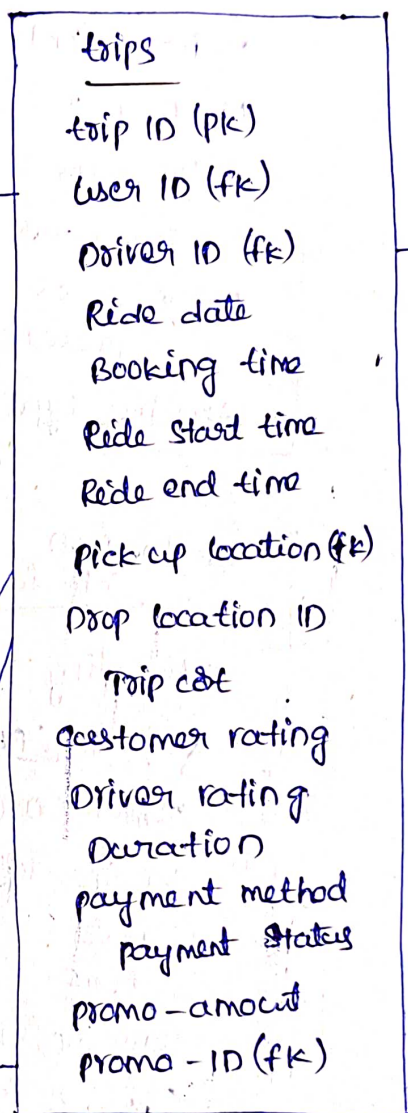 trips
trip ID (PK)
User ID (fk)
Driver ID (fk)
Ride date
Booking time
Ride Start time
Ride end time
Pick up location (fk)
Drop location ID
Trip cost
customer rating
Driver rating
Duration
payment method
payment status
promo-amout
promo-ID (fk)